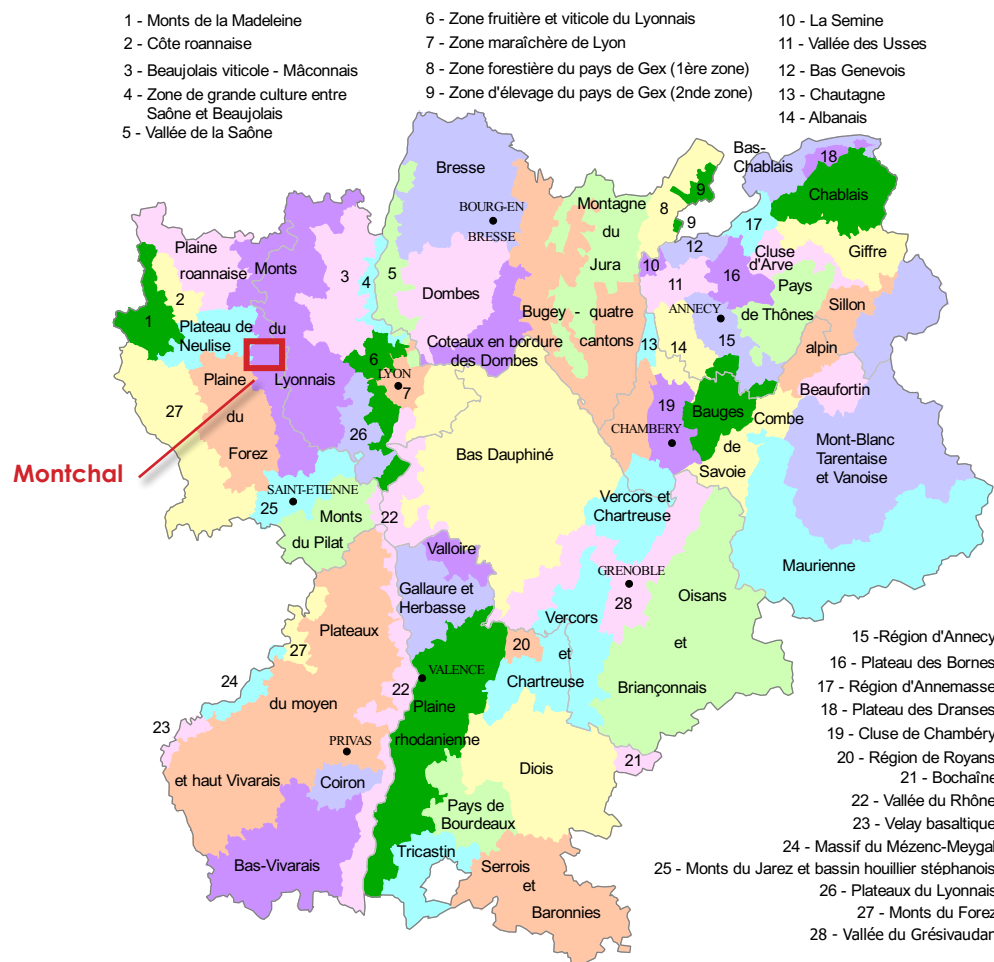 1 - Monts de la Madeleine
2 - Côte roannaise
3 - Beaujolais viticole - Mâconnais
4 - Zone de grande culture entre
Saône et Beaujolais
5 - Vallée de la Saône
6 - Zone fruitière et viticole du Lyonnais
7 - Zone maraîchère de Lyon
8 - Zone forestière du pays de Gex (1ère zone)
9 - Zone d'élevage du pays de Gex (2nde zone)
10 - La Semine
11 - Vallée des Usses
12 - Bas Genevois
13 - Chautagne
14 - Albanais
Bas-
Chablais
18
Chablais
Bresse
BOURG-EN
BRESSE
Montagne
du
Jura
8
9
9
17
12
10
11
16
Cluse
d'Arve
Giffre
Pays
de Thônes
Sillon
alpin
Plaine
roannaise
Monts
du
Lyonnais
3
4
5
Dombes
Bugey - quatre
cantons
ANNECY
15
14
13
1
2
Plateau de
Neulise
Coteaux en bordure
des Dombes
6
LYON
7
Plaine
du
Forez
27
26
19
CHAMBERY
Bauges
Combe
de
Savoie
Beaufortin
Mont-Blanc
Tarentaise
et Vanoise
Montchal
Bas Dauphiné
SAINT-ETIENNE
25
Monts
du Pilat
22
Vercors et
Chartreuse
Valloire
Gallaure et
Herbasse
GRENOBLE
28
Maurienne
Oisans
et
Briançonnais
Vercors
et
Chartreuse
20
Plateaux
du moyen
et haut Vivarais
27
24
23
VALENCE
22
Plaine
rhodanienne
PRIVAS
Coiron
Diois
21
Pays de
Bourdeaux
Bas-Vivarais
Tricastin
Serrois
et
Baronnies
15 -Région d'Annecy
16 - Plateau des Bornes
17 - Région d'Annemasse
18 - Plateau des Dranses
19 - Cluse de Chambéry
20 - Région de Royans
21 - Bochaîne
22 - Vallée du Rhône
23 - Velay basaltique
24 - Massif du Mézenc-Meygal
25 - Monts du Jarez et bassin houillier stéphanois
26 - Plateaux du Lyonnais
27 - Monts du Forez
28 - Vallée du Grésivaudan